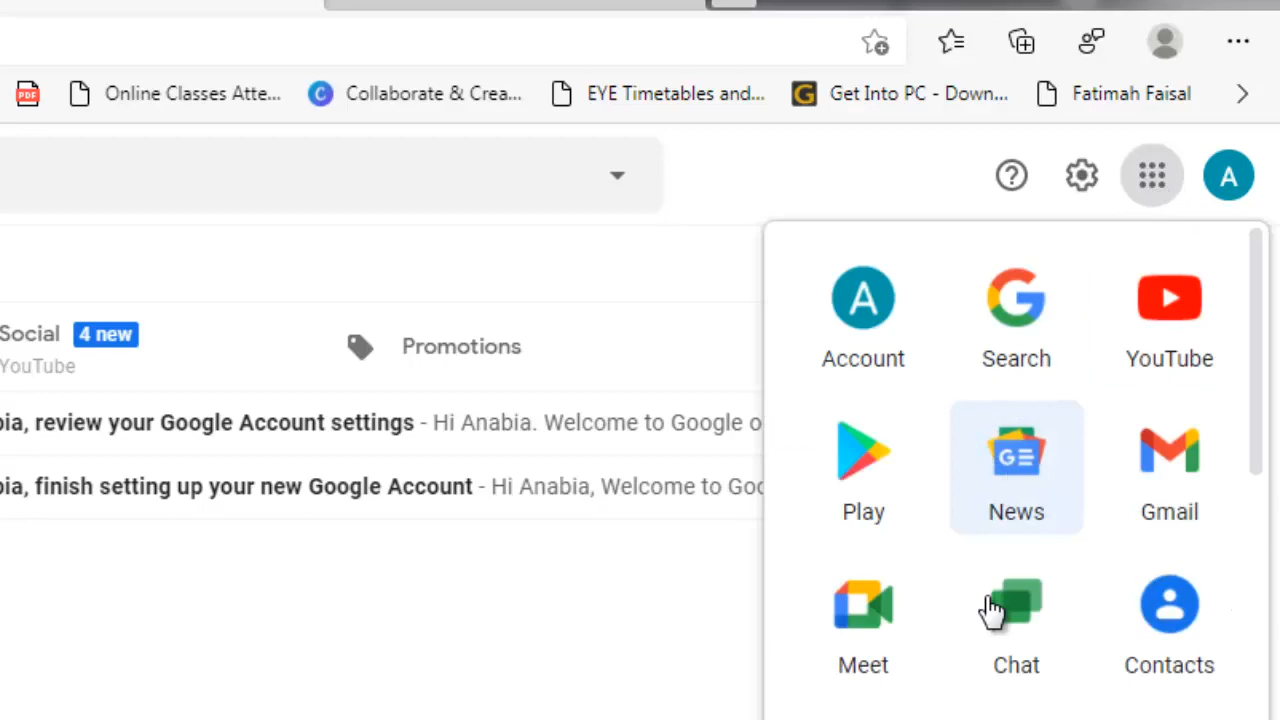 PDF Online Classes Atte... C Collaborate & Crea... EYE Timetables and... G Get Into PC - Down... Fatimah Faisal
A
Account Search YouTube
Social 4 new
YouTube
Promotions
bia, review your Google Account settings - Hi Anabia. Welcome to Google o
bia, finish setting up your new Google Account - Hi Anabia, Welcome to Goo
Play News Gmail
Meet Chat Contacts